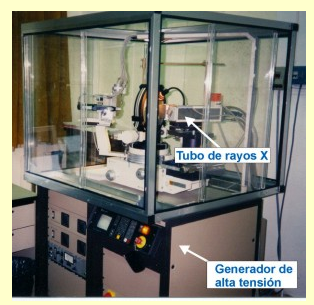 Tubo de rayos X
Generador de
alta tensión